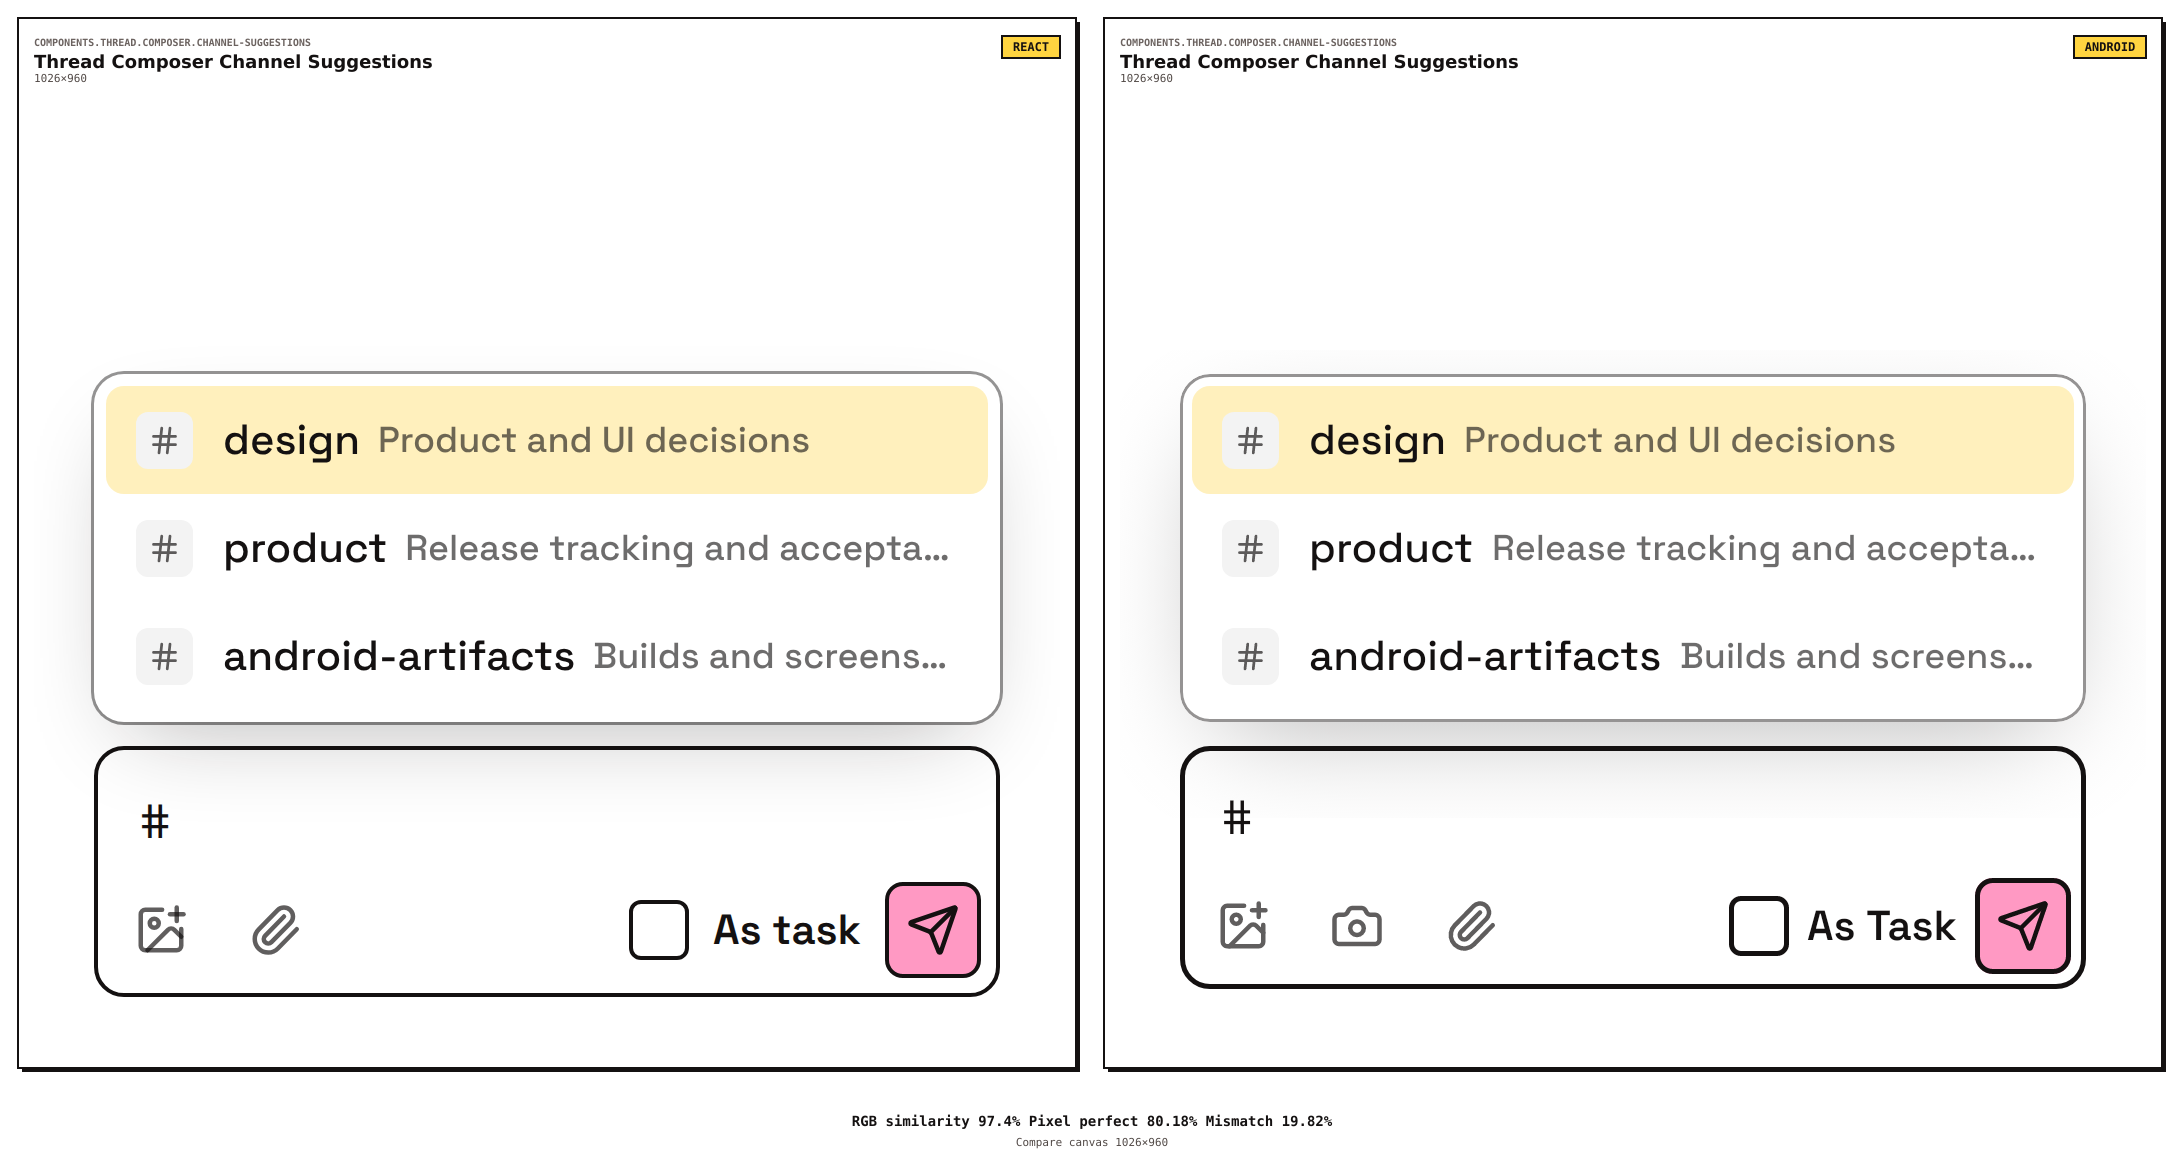 COMPONENTS.THREAD.COMPOSER.CHANNEL-SUGGESTIONS
Thread Composer Channel Suggestions
1026×960
REACT
# design Product and UI decisions
# product Release tracking and accepta...
# android-artifacts Builds and screens...
#
As task
COMPONENTS.THREAD.COMPOSER.CHANNEL-SUGGESTIONS
Thread Composer Channel Suggestions
1026×960
ANDROID
# design Product and UI decisions
# product Release tracking and accepta...
# android-artifacts Builds and screens...
#
As Task
RGB similarity 97.4% Pixel perfect 80.18% Mismatch 19.82%
Compare canvas 1026×960